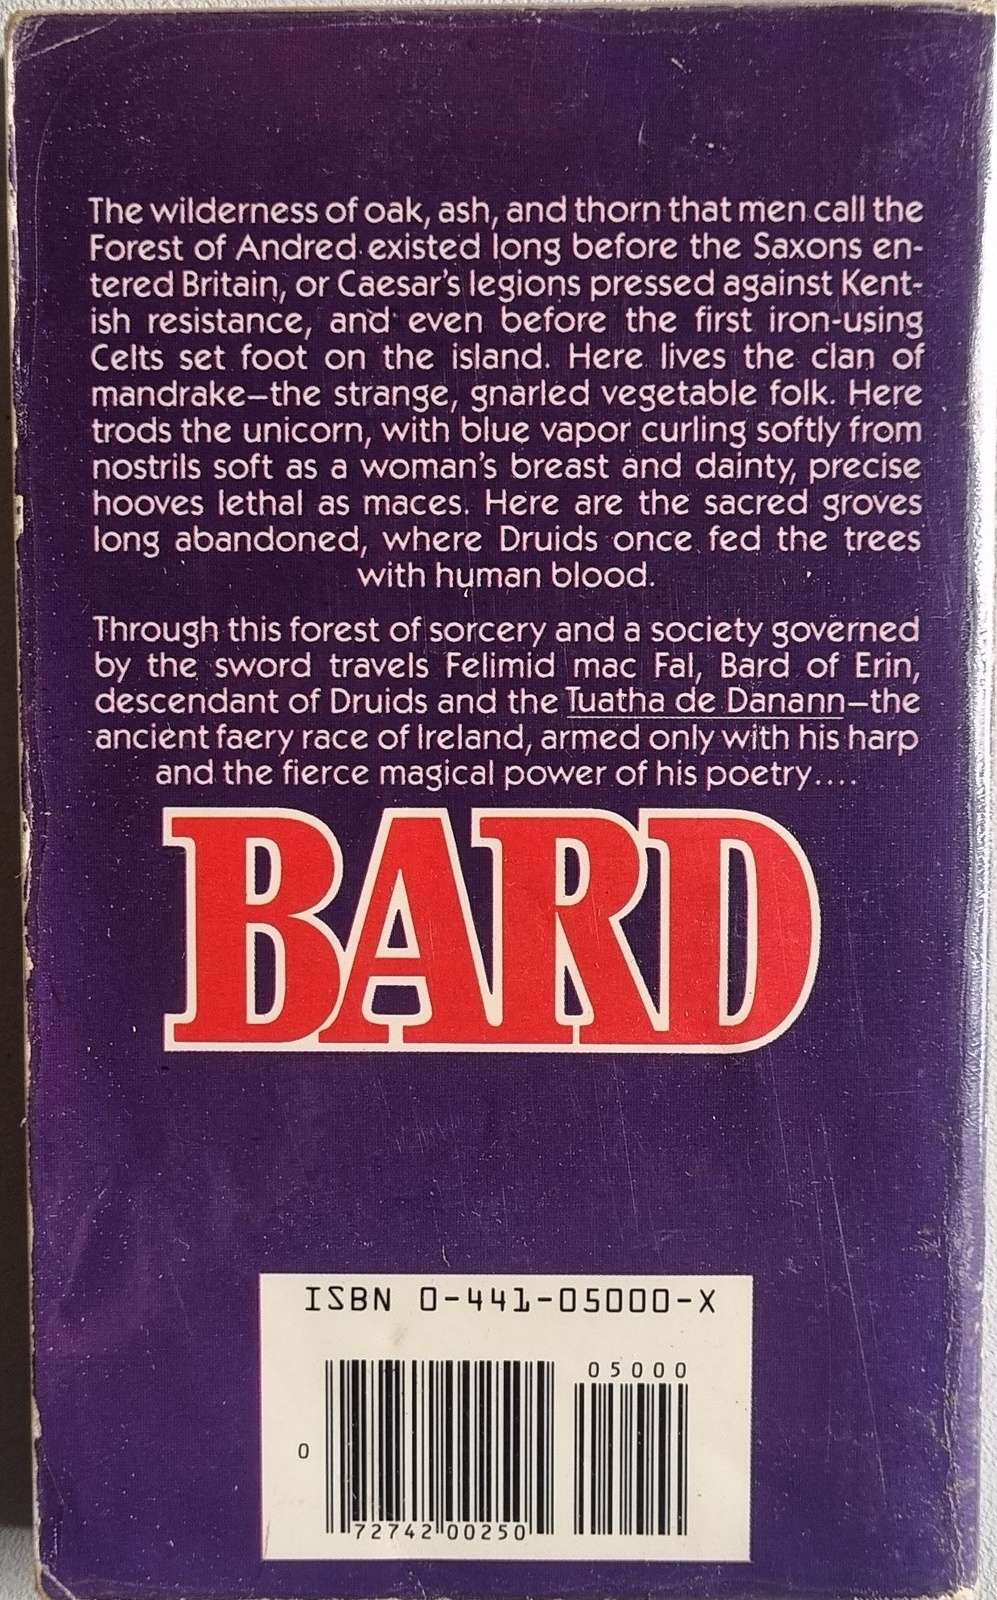 The wilderness of oak, ash, and thorn that men call the
Forest of Andred existed long before the Saxons en-
tered Britain, or Caesar's legions pressed against Kent-
ish resistance, and even before the first iron-using
Celts set foot on the island. Here lives the clan of
mandrake—the strange, gnarled vegetable folk. Here
trods the unicorn, with blue vapor curling softly from
nostrils soft as a woman's breast and dainty, precise
hooves lethal as maces. Here are the sacred groves
long abandoned, where Druids once fed the trees
with human blood.
Through this forest of sorcery and a society governed
by the sword travels Felimid mac Fal, Bard of Erin,
descendant of Druids and the Tuatha de Danann—the
ancient faery race of Ireland, armed only with his harp
and the fierce magical power of his poetry....
BARD
ISBN 0-441-05000-X
05000
0
72742 00250